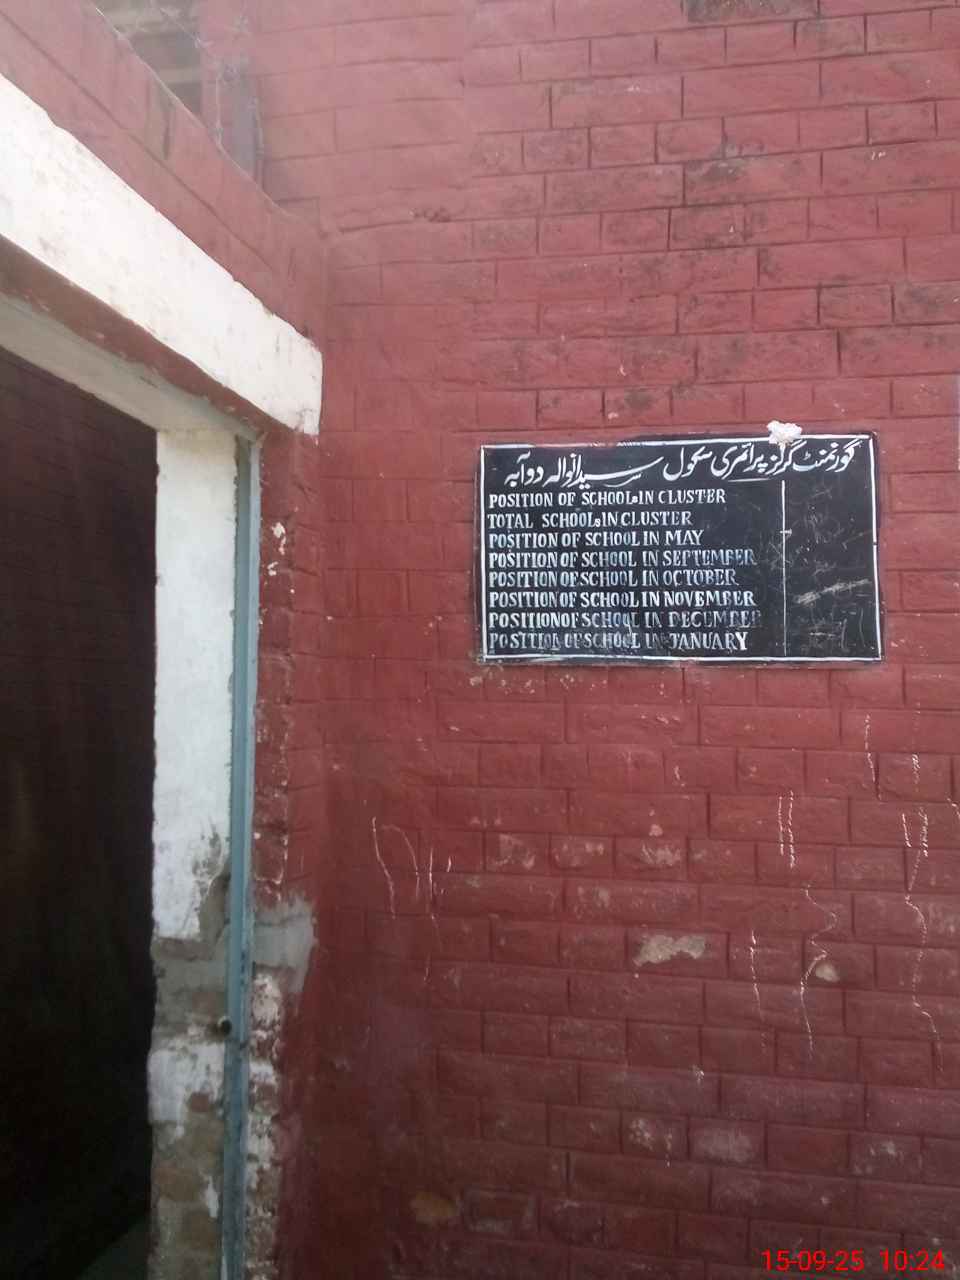 گورنمنٹ گرلز پرائمری سکول سیدانوالہ دوآبہ
POSITION OF SCHOOLs IN CLUSTER
TOTAL SCHOOLs IN CLUSTER
POSITION OF SCHOOL IN MAY
POSITION OF SCHOOL IN SEPTEMBER
POSITION OF SCHOOL IN OCTOBER
POSITION OF SCHOOL IN NOVEMBER
POSITION OF SCHOOL IN DECEMBER
POSITION OF SCHOOL IN JANUARY
15-09-25 10:24